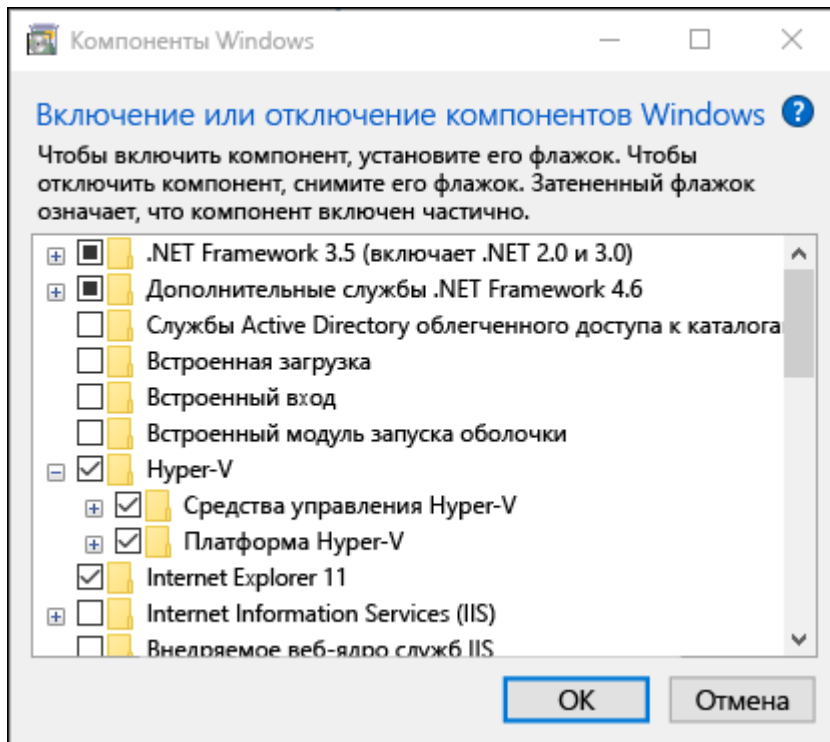 Компоненты Windows
Включение или отключение компонентов Windows
Чтобы включить компонент, установите его флажок. Чтобы
отключить компонент, снимите его флажок. Затененный флажок
означает, что компонент включен частично.
.NET Framework 3.5 (включает .NET 2.0 и 3.0)
Дополнительные службы .NET Framework 4.6
Службы Active Directory облегченного доступа к каталога
Встроенная загрузка
Встроенный вход
Встроенный модуль запуска оболочки
Hyper-V
Средства управления Hyper-V
Платформа Hyper-V
Internet Explorer 11
Internet Information Services (IIS)
Внедряемое веб-ядро служб IIS
OK
Отмена